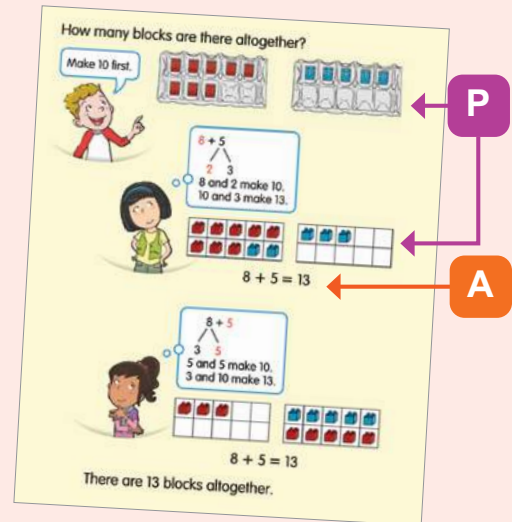 How many blocks are there altogether?
Make 10 first.
P
8 + 5
2 3
8 and 2 make 10.
10 and 3 make 13.
8 + 5 = 13
A
8 + 5
3 5
5 and 5 make 10.
3 and 10 make 13.
8 + 5 = 13
There are 13 blocks altogether.